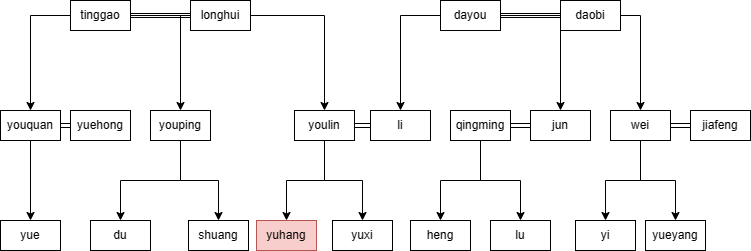 tinggao
longhui
dayou
daobi
youquan
yuehong
youping
youlin
li
qingming
jun
wei
jiafeng
yue
du
shuang
yuhang
yuxi
heng
lu
yi
yueyang